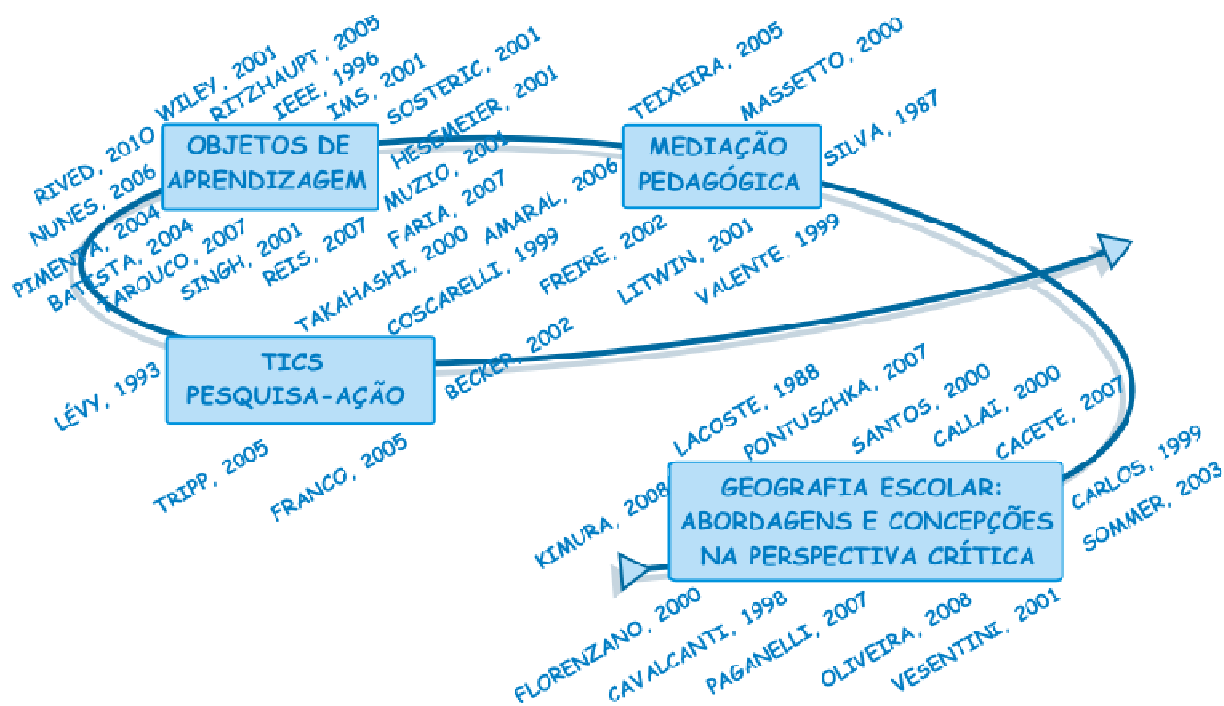 WILEY, 2001
RITZHAUPT, 2005
IEEE, 1996
IMS, 2001
SOSTERIC, 2001
HESEMEIER, 2001
MUZIO, 2001
RIVED, 2010
NUNES, 2006
PIMENTA, 2004
BATISTA, 2004
TAROUCO, 2007
SINGH, 2001
REIS, 2007
FARIA, 2007
OBJETOS DE
APRENDIZAGEM
TEIXEIRA, 2005
MASSETTO, 2000
SILVA, 1987
MEDIAÇÃO
PEDAGÓGICA
AMARAL, 2006
FREIRE, 2002
LITWIN, 2001
VALENTE. 1999
TAKAHASHI, 2000
COSCARELLI, 1999
BECKER, 2002
LÉVY, 1993
TICS
PESQUISA-AÇÃO
TRIPP, 2005
FRANCO, 2005
LACOSTE, 1988
PONTUSCHKA, 2007
SANTOS, 2000
CALLAI, 2000
CACETE, 2007
CARLOS, 1999
SOMMER, 2003
KIMURA, 2008
GEOGRAFIA ESCOLAR:
ABORDAGENS E CONCEPÇÕES
NA PERSPECTIVA CRÍTICA
FLORENZANO, 2000
CAVALCANTI, 1998
PAGANELLI, 2007
OLIVEIRA, 2008
VESENTINI, 2001